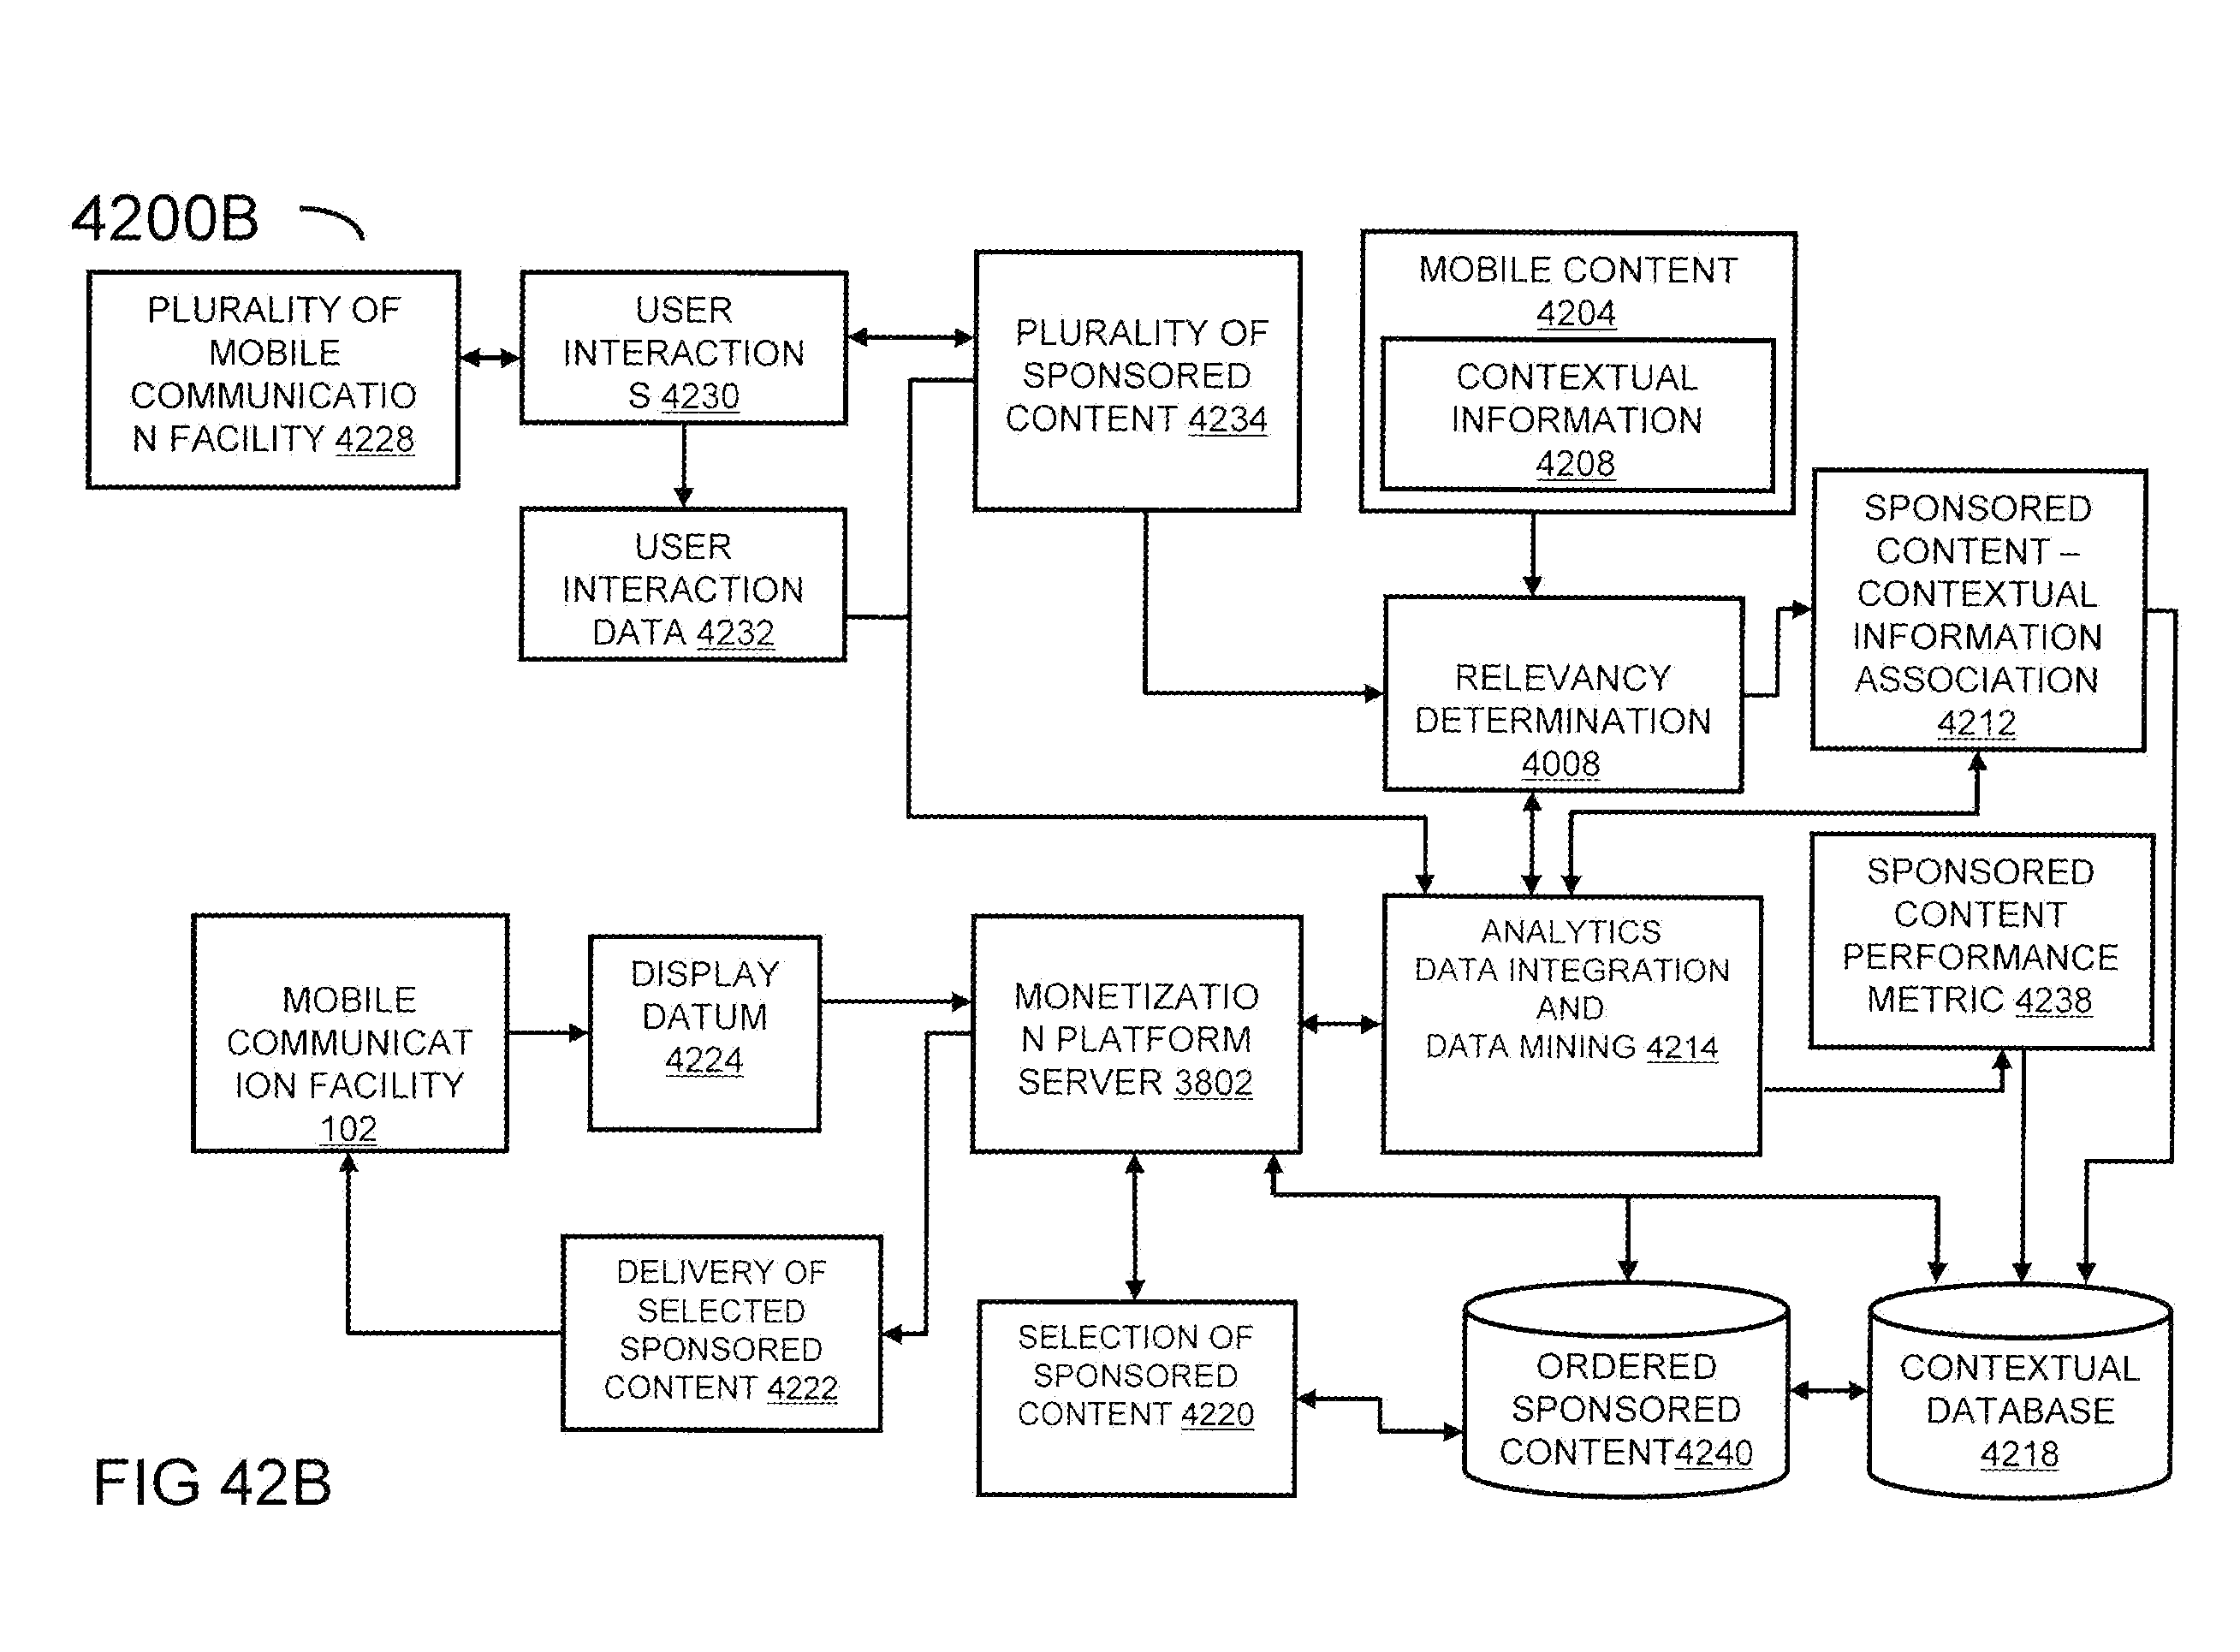 4200B
PLURALITY OF
MOBILE
COMMUNICATIO
N FACILITY 4228
USER
INTERACTION
S 4230
PLURALITY OF
SPONSORED
CONTENT 4234
MOBILE CONTENT
4204
CONTEXTUAL
INFORMATION
4208
USER
INTERACTION
DATA 4232
SPONSORED
CONTENT –
CONTEXTUAL
INFORMATION
ASSOCIATION
4212
RELEVANCY
DETERMINATION
4008
SPONSORED
CONTENT
PERFORMANCE
METRIC 4238
MOBILE
COMMUNICAT
ION FACILITY
102
DISPLAY
DATUM
4224
MONETIZATIO
N PLATFORM
SERVER 3802
ANALYTICS
DATA INTEGRATION
AND
DATA MINING 4214
DELIVERY OF
SELECTED
SPONSORED
CONTENT 4222
SELECTION OF
SPONSORED
CONTENT 4220
ORDERED
SPONSORED
CONTENT4240
CONTEXTUAL
DATABASE
4218
FIG 42B